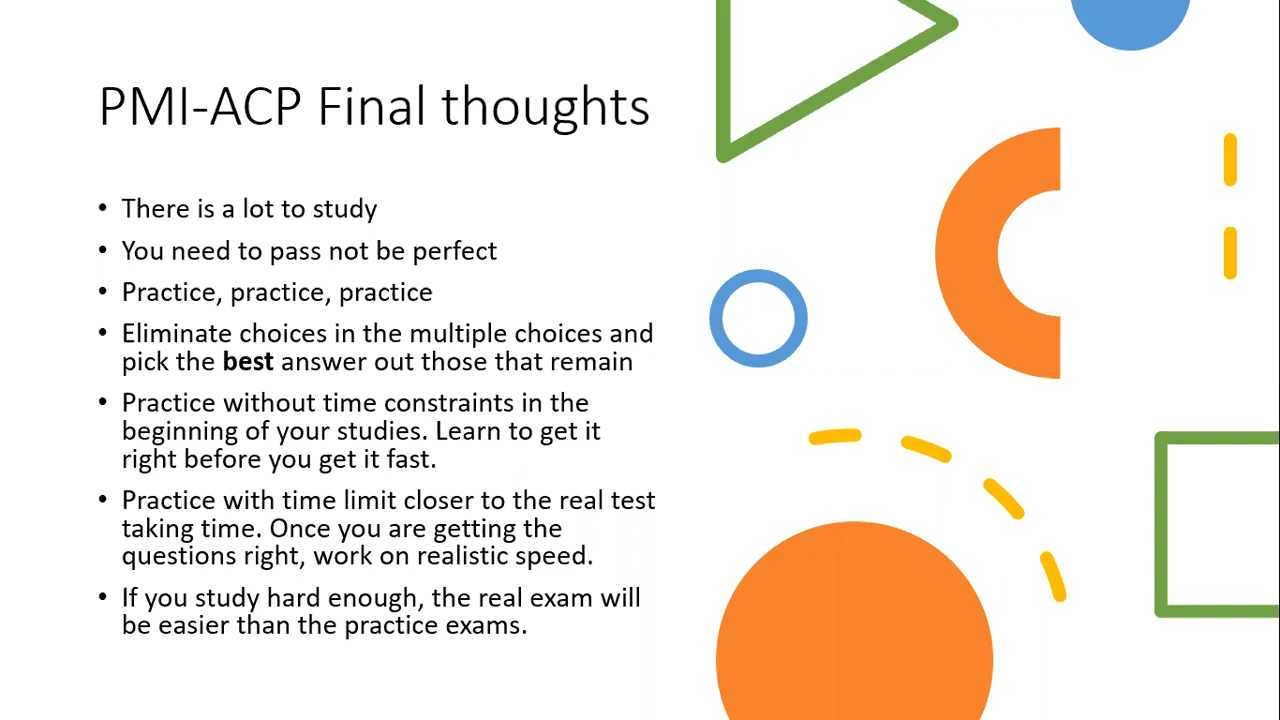 PMI-ACP Final thoughts
• There is a lot to study
• You need to pass not be perfect
• Practice, practice, practice
• Eliminate choices in the multiple choices and
pick the best answer out those that remain
• Practice without time constraints in the
beginning of your studies. Learn to get it
right before you get it fast.
• Practice with time limit closer to the real test
taking time. Once you are getting the
questions right, work on realistic speed.
• If you study hard enough, the real exam will
be easier than the practice exams.